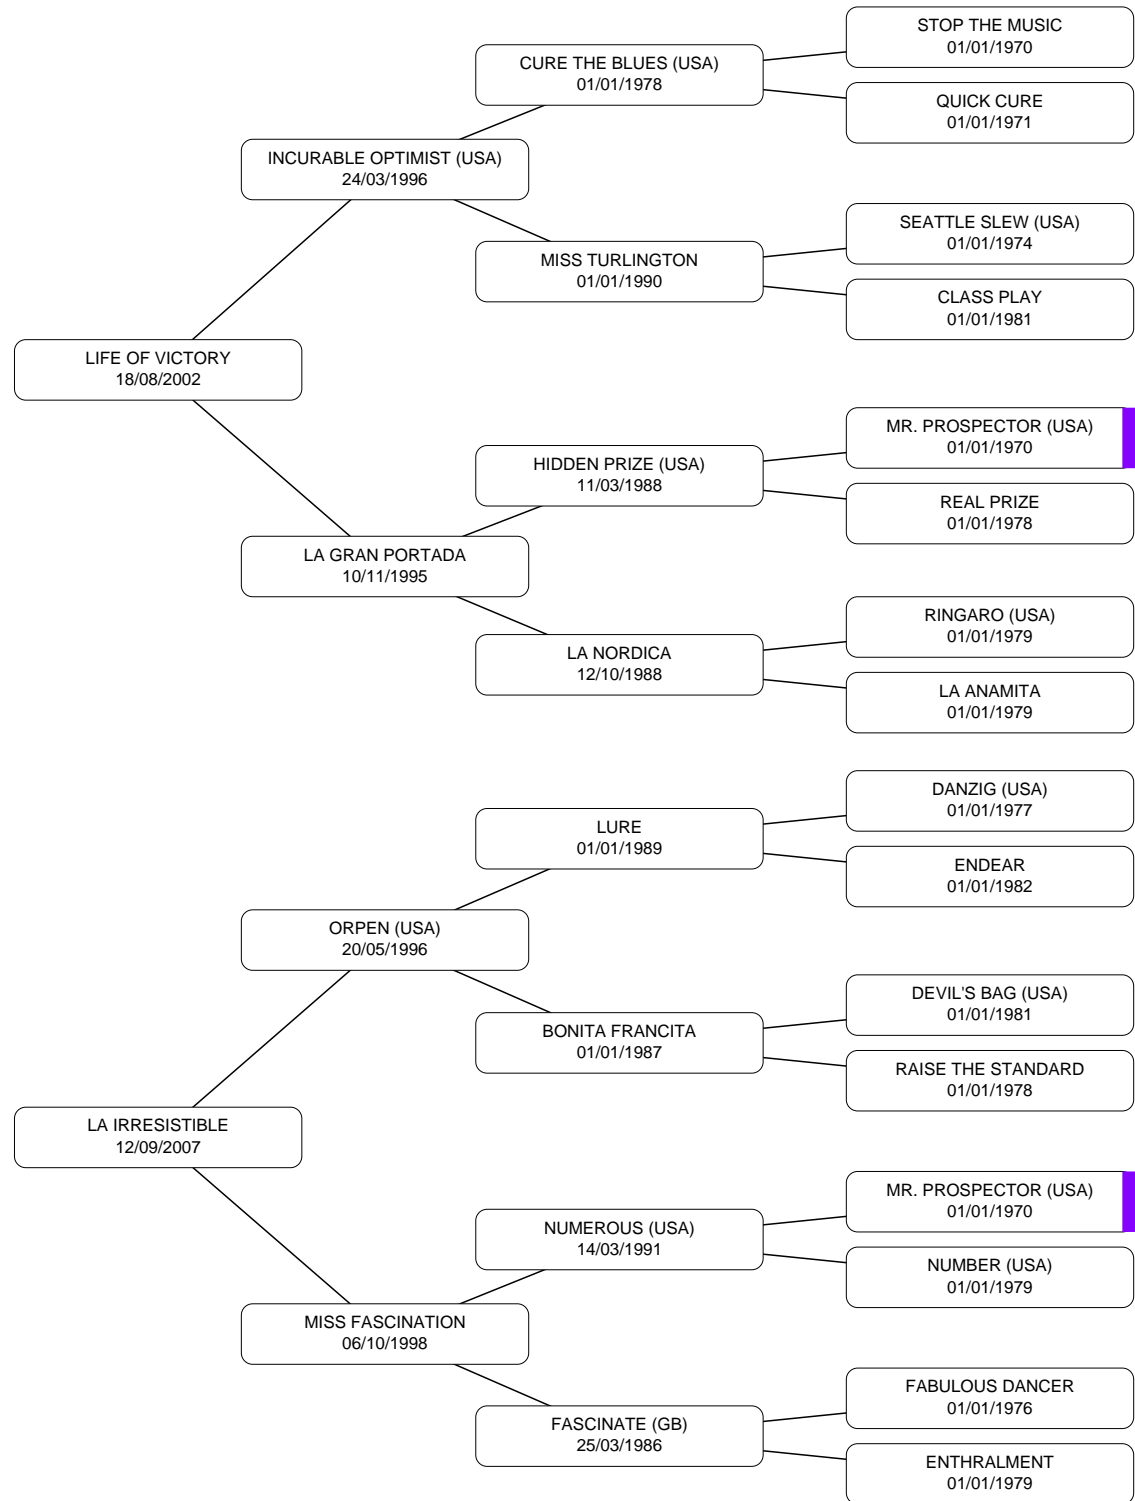 STOP THE MUSIC
01/01/1970
CURE THE BLUES (USA)
01/01/1978
QUICK CURE
01/01/1971
INCURABLE OPTIMIST (USA)
24/03/1996
SEATTLE SLEW (USA)
01/01/1974
MISS TURLINGTON
01/01/1990
CLASS PLAY
01/01/1981
LIFE OF VICTORY
18/08/2002
MR. PROSPECTOR (USA)
01/01/1970
HIDDEN PRIZE (USA)
11/03/1988
REAL PRIZE
01/01/1978
LA GRAN PORTADA
10/11/1995
RINGARO (USA)
01/01/1979
LA NORDICA
12/10/1988
LA ANAMITA
01/01/1979
DANZIG (USA)
01/01/1977
LURE
01/01/1989
ENDEAR
01/01/1982
ORPEN (USA)
20/05/1996
DEVIL'S BAG (USA)
01/01/1981
BONITA FRANCITA
01/01/1987
RAISE THE STANDARD
01/01/1978
LA IRRESISTIBLE
12/09/2007
MR. PROSPECTOR (USA)
01/01/1970
NUMEROUS (USA)
14/03/1991
NUMBER (USA)
01/01/1979
MISS FASCINATION
06/10/1998
FABULOUS DANCER
01/01/1976
FASCINATE (GB)
25/03/1986
ENTHRALMENT
01/01/1979